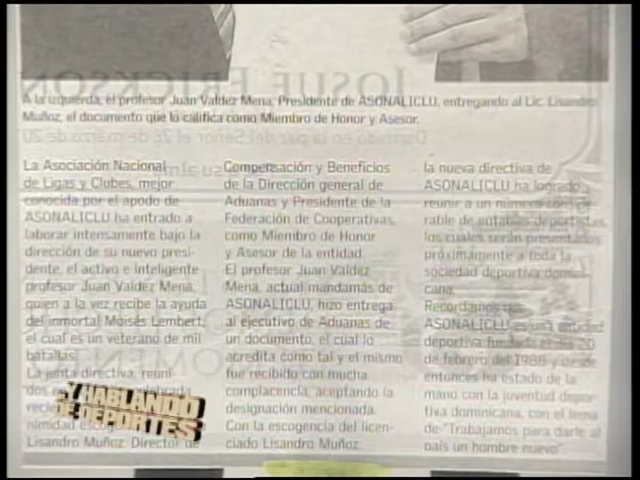 A la izquierda, el profesor Juan Valdez Mena, Presidente de ASONALICLU, entregando al Lic. Lisandro
Muñoz, el documento que lo califica como Miembro de Honor y Asesor.
La Asociación Nacional
de Ligas y Clubes, mejor
conocida por el apodo de
ASONALICLU ha entrado a
laborar intensamente bajo la
dirección de su nuevo presi-
dente, el activo e inteligente
profesor Juan Valdez Mena,
quien a la vez recibe la ayuda
del inmortal Moisés Lembert,
el cual es un veterano de mil
batallas.
La junta directiva, reuni-
Lisandro Muñoz, Director de
Compensación y Beneficios
de la Dirección general de
Aduanas y Presidente de la
Federación de Cooperativas,
como Miembro de Honor
y Asesor de la entidad.
El profesor Juan Valdez
Mena, actual mandamás de
ASONALICLU, hizo entrega
al ejecutivo de Aduanas de
un documento, el cual lo
acredita como tal y el mismo
fue recibido con mucha
complacencia, aceptando la
designación mencionada.
Con la escogencia del licen-
ciado Lisandro Muñoz,
la nueva directiva de
ASONALICLU ha logrado
reunir a un número conside-
rable de notables deportistas,
los cuales serán presentados
próximamente a toda la
sociedad deportiva domini-
cana.
Recordamos que
ASONALICLU es una entidad
deportiva fundada el día 20
de febrero del 1988 y desde
entonces ha estado de la
mano con la juventud depor-
tiva dominicana, con el lema
de "Trabajamos para darle al
país un hombre nuevo".
Y HABLANDO
DE DEPORTES
JOSUE ERICKSON